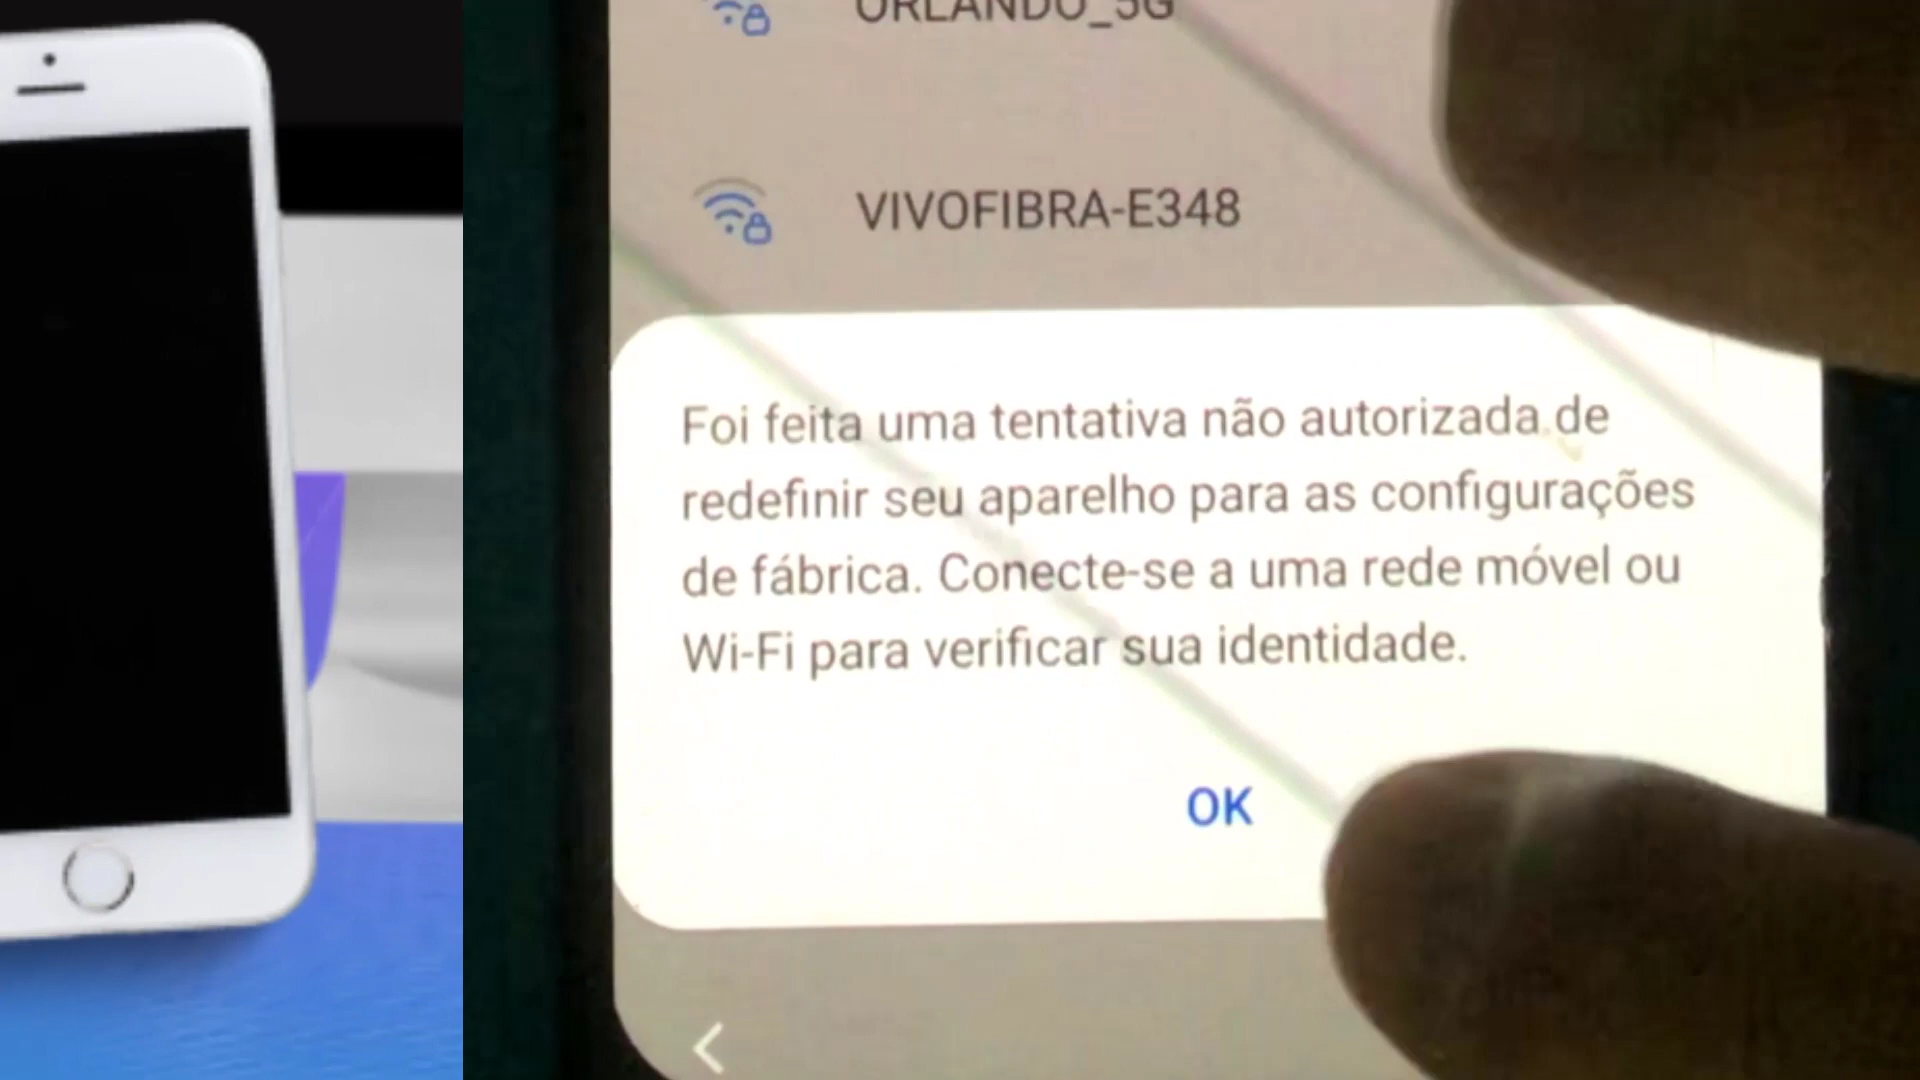 ORLANDO_5G
VIVOFIBRA-E348
Foi feita uma tentativa não autorizada de
redefinir seu aparelho para as configurações
de fábrica. Conecte-se a uma rede móvel ou
Wi-Fi para verificar sua identidade.
OK